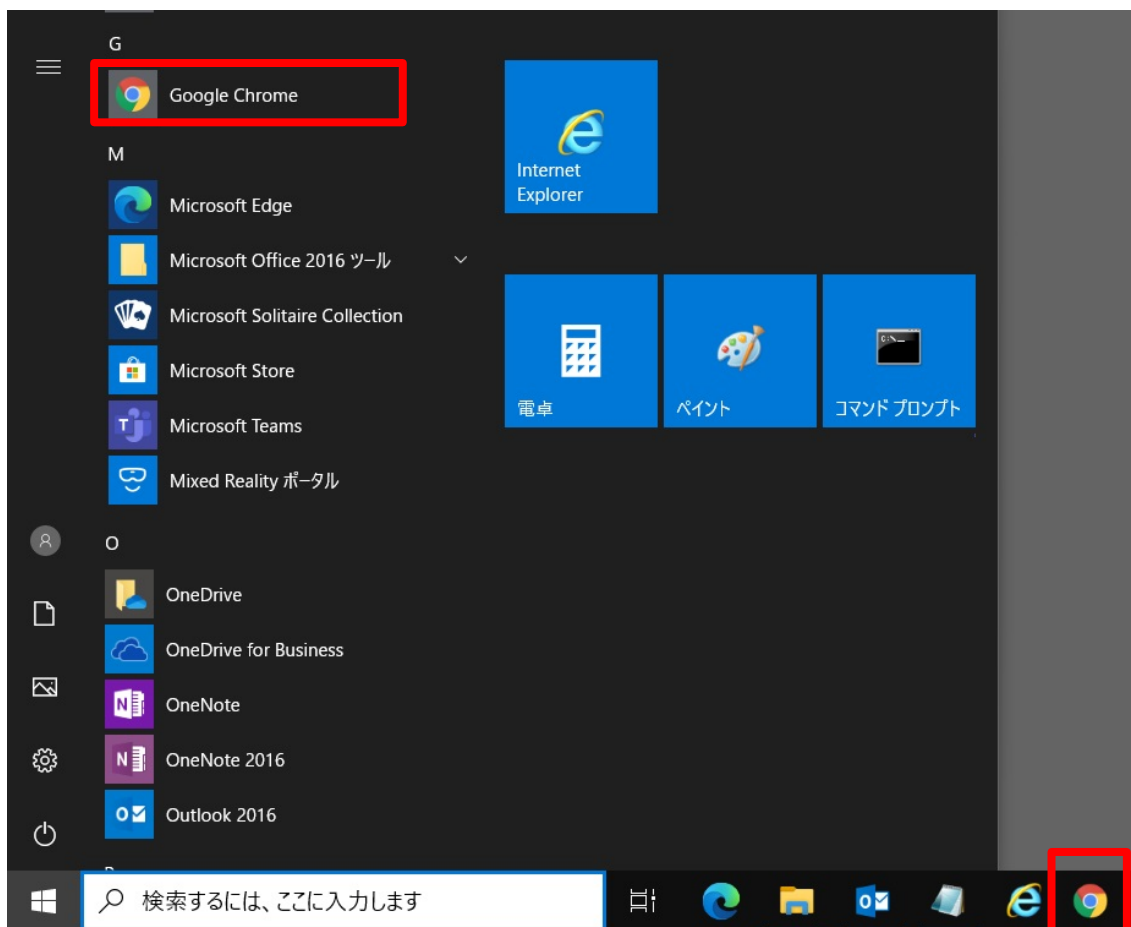 G
Google Chrome
M
Microsoft Edge
Microsoft Office 2016 ツール
Microsoft Solitaire Collection
Microsoft Store
Microsoft Teams
Mixed Reality ポータル
O
OneDrive
OneDrive for Business
OneNote
OneNote 2016
Outlook 2016
Internet
Explorer
電卓
ペイント
コマンド プロンプト
検索するには、ここに入力します